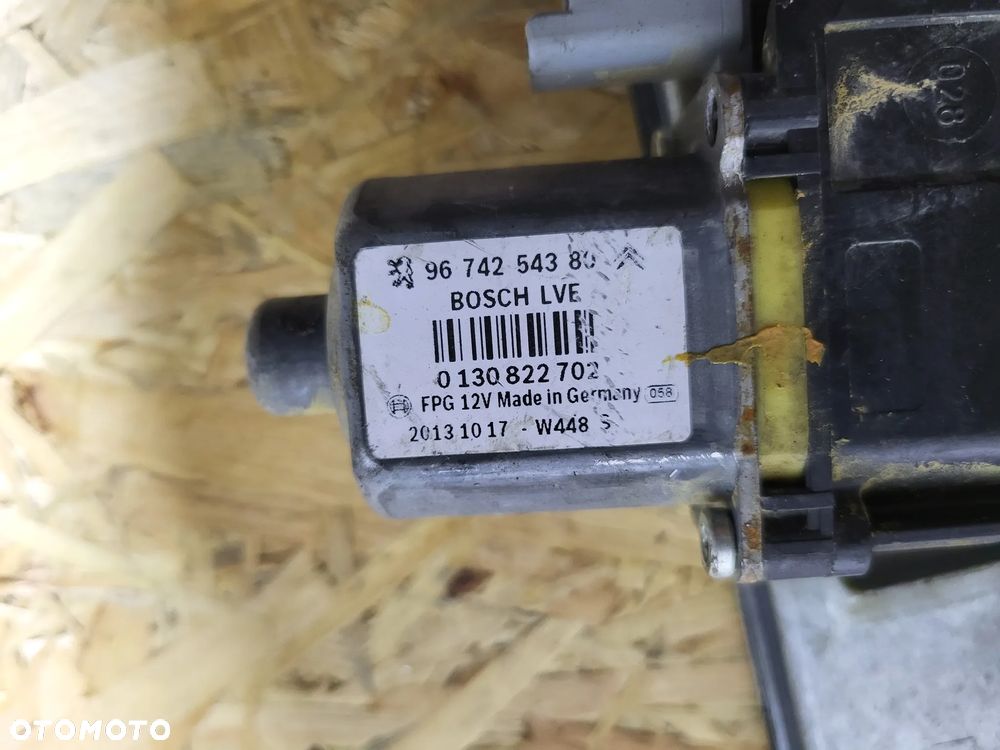 96 742 543 80
BOSCH LVE
0 130 822 702
FPG 12V Made in Germany 058
2013 10 17 - W448 S
028
OTOMOTO